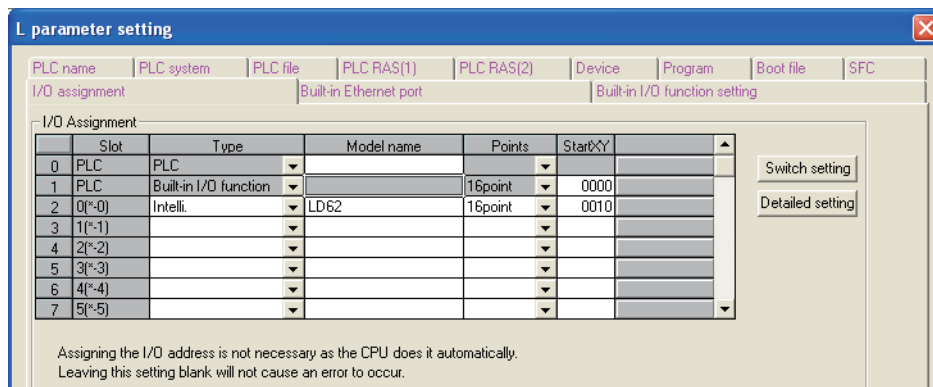 L parameter setting
PLC name PLC system PLC file PLC RAS(1) PLC RAS(2) Device Program Boot file SFC
I/O assignment Built-in Ethernet port Built-in I/O function setting
I/O Assignment
Slot Type Model name Points StartXY
0 PLC PLC
1 PLC Built-in I/O function 16point 0000
2 0(*-0) Intelli. LD62 16point 0010
3 1(*-1)
4 2(*-2)
5 3(*-3)
6 4(*-4)
7 5(*-5)
Switch setting
Detailed setting
Assigning the I/O address is not necessary as the CPU does it automatically.
Leaving this setting blank will not cause an error to occur.